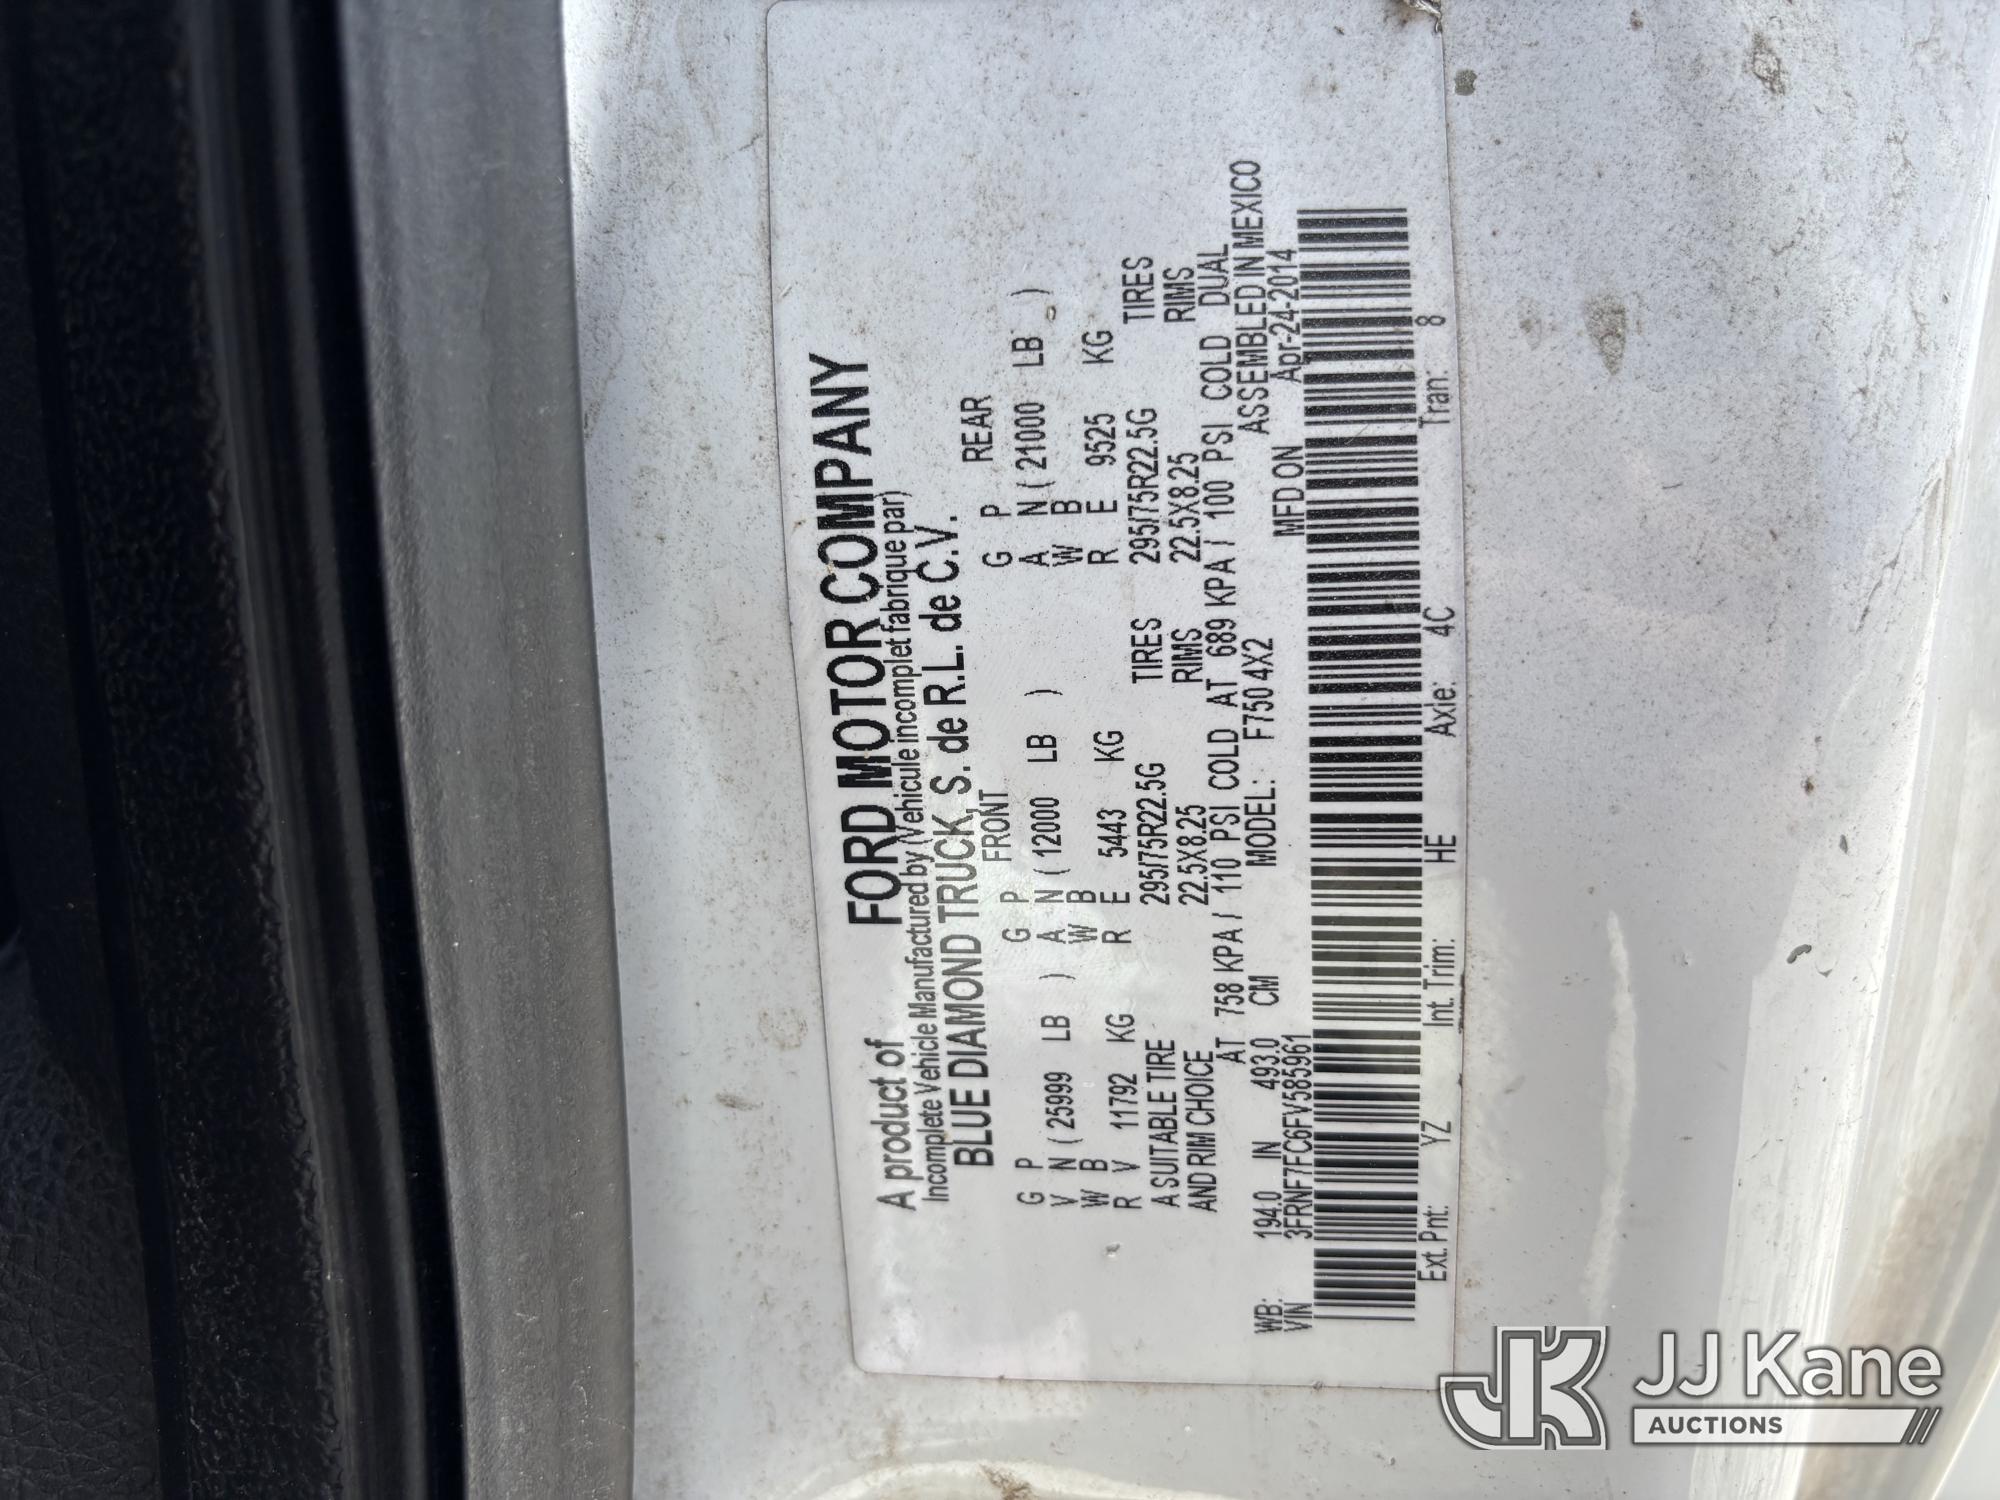 A product of FORD MOTOR COMPANY
Incomplete Vehicle Manufactured by (Vehicule incomplet fabrique par)
BLUE DIAMOND TRUCK, S. de R.L. de C.V.
FRONT REAR
G P G P G P
V N ( 25999 LB ) A N ( 12000 LB ) A N ( 21000 LB )
W B W B W B
R V 11792 KG R E 5443 KG R E 9525 KG
A SUITABLE TIRE 295/75R22.5G TIRES 295/75R22.5G TIRES
AND RIM CHOICE 22.5X8.25 RIMS 22.5X8.25 RIMS
AT 758 KPA / 110 PSI COLD AT 689 KPA / 100 PSI COLD DUAL
WB: 194.0 IN 493.0 CM MODEL: F750 4X2 ASSEMBLED IN MEXICO
VIN 3FRNF7FC6FV585961 MFD ON Apr-24-2014
Ext. Pnt: YZ Int. Trim: HE Axle: 4C Tran: 8
JK JJ Kane
AUCTIONS